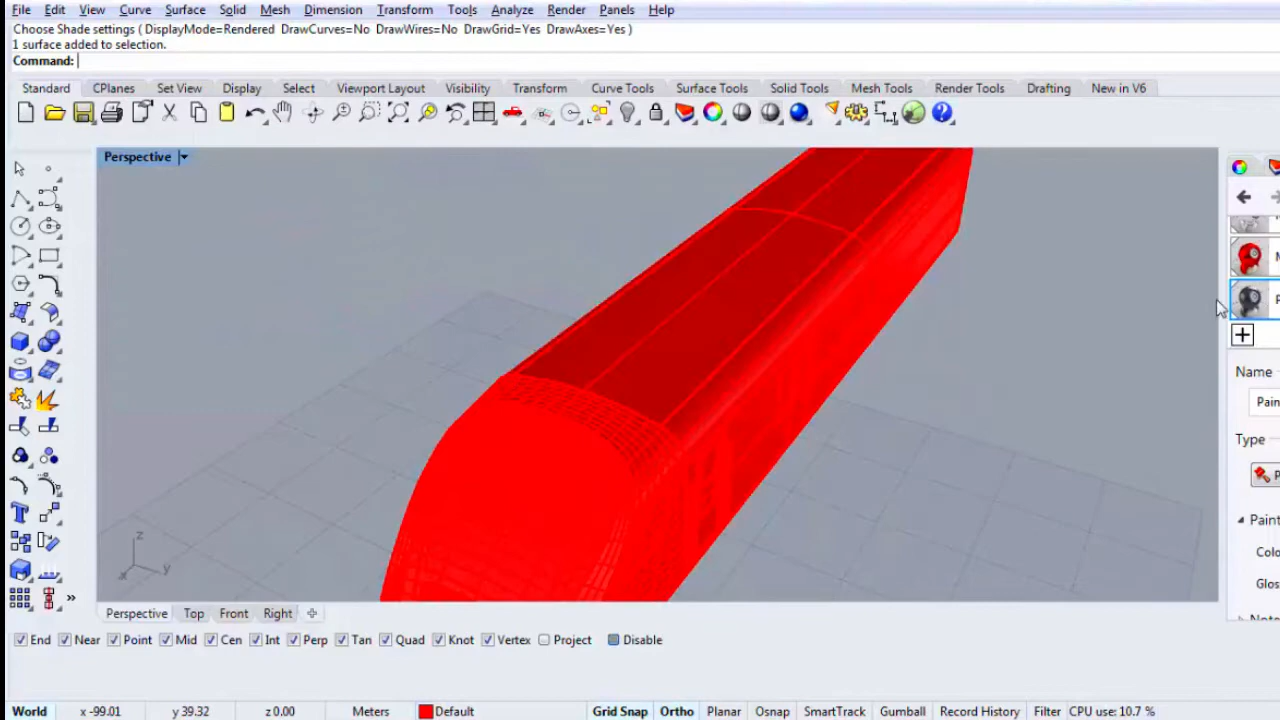 File Edit View Curve Surface Solid Mesh Dimension Transform Tools Analyze Render Panels Help
Choose Shade settings ( DisplayMode=Rendered DrawCurves=No DrawWires=No DrawGrid=Yes DrawAxes=Yes )
1 surface added to selection.
Command:
Standard CPlanes Set View Display Select Viewport Layout Visibility Transform Curve Tools Surface Tools Solid Tools Mesh Tools Render Tools Drafting New in V6
Perspective
Name
Pain
Type
Paint
Colo
Glos
z
x y
Perspective Top Front Right
End Near Point Mid Cen Int Perp Tan Quad Knot Vertex Project Disable
World x -99.01 y 39.32 z 0.00 Meters Default Grid Snap Ortho Planar Osnap SmartTrack Gumball Record History Filter CPU use: 10.7 %